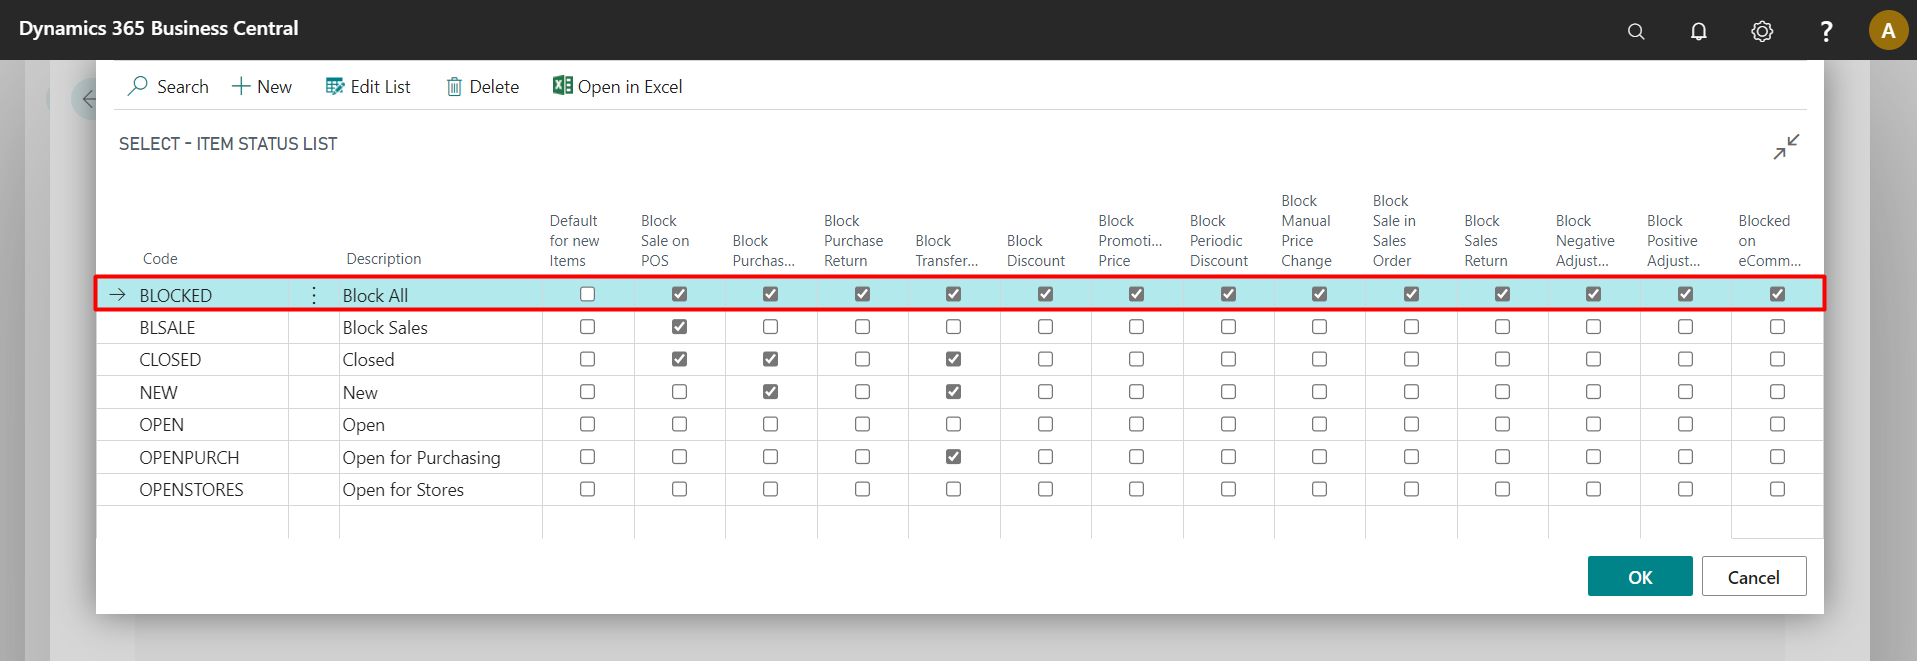 Dynamics 365 Business Central
?
A
Search
New
Edit List
Delete
Open in Excel
SELECT - ITEM STATUS LIST
Code
Description
Default
for new
Items
Block
Sale on
POS
Block
Purchas...
Block
Purchase
Return
Block
Transfer...
Block
Discount
Block
Promoti...
Price
Block
Periodic
Discount
Block
Manual
Price
Change
Block
Sale in
Sales
Order
Block
Sales
Return
Block
Negative
Adjust...
Block
Positive
Adjust...
Blocked
on
eComm...
BLOCKED Block All
BLSALE Block Sales
CLOSED Closed
NEW New
OPEN Open
OPENPURCH Open for Purchasing
OPENSTORES Open for Stores
OK
Cancel